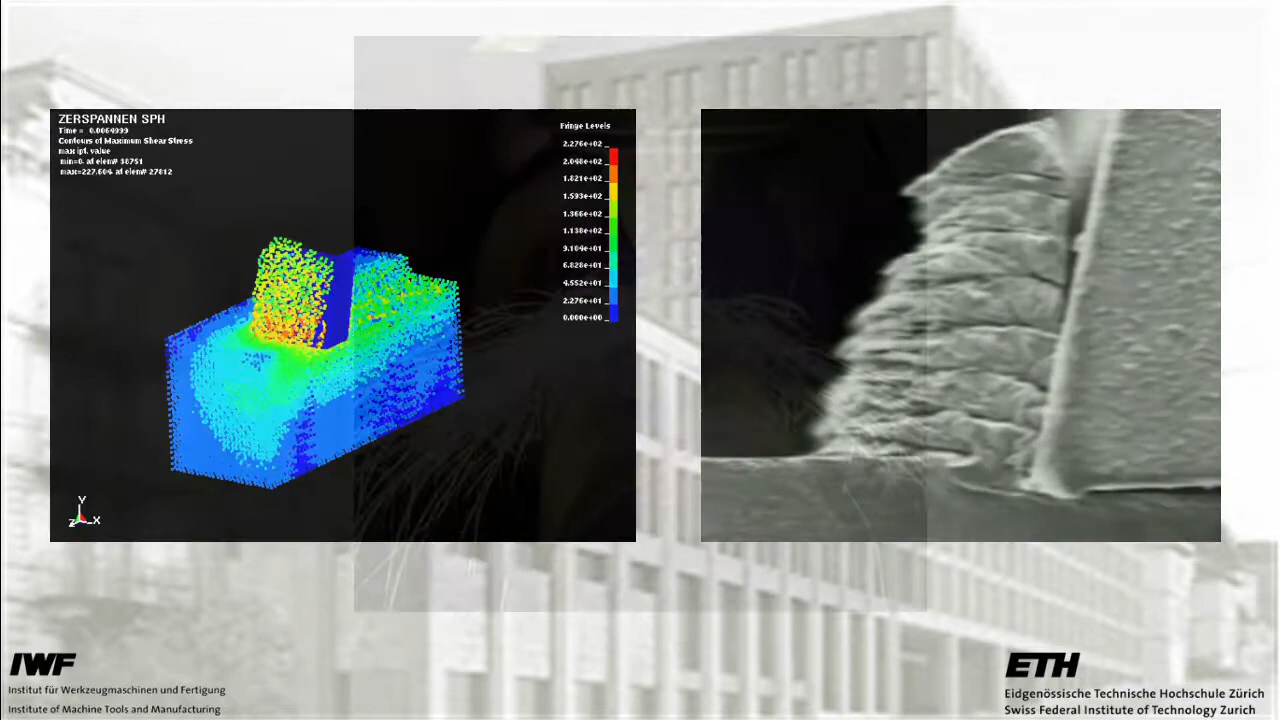 ZERSPANNEN SPH
Time = 0.0064999
Contours of Maximum Shear Stress
max ipt. value
min=0. at elem# 38751
max=227.604 at elem# 27812
Fringe Levels
2.276e+02
2.048e+02
1.821e+02
1.593e+02
1.366e+02
1.138e+02
9.104e+01
6.828e+01
4.552e+01
2.276e+01
0.000e+00
Y
Z X
IWF
Institut für Werkzeugmaschinen und Fertigung
Institute of Machine Tools and Manufacturing
ETH
Eidgenössische Technische Hochschule Zürich
Swiss Federal Institute of Technology Zurich